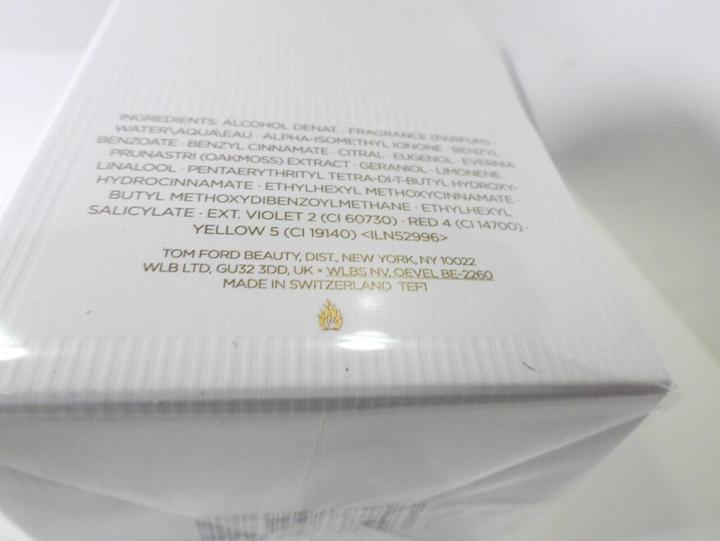 INGREDIENTS: ALCOHOL DENAT. · FRAGRANCE (PARFUM) ·
WATER\AQUA\EAU · ALPHA-ISOMETHYL IONONE · BENZYL
BENZOATE · BENZYL CINNAMATE · CITRAL · EUGENOL · EVERNIA
PRUNASTRI (OAKMOSS) EXTRACT · GERANIOL · LIMONENE ·
LINALOOL · PENTAERYTHRITYL TETRA-DI-T-BUTYL HYDROXY-
HYDROCINNAMATE · ETHYLHEXYL METHOXYCINNAMATE ·
BUTYL METHOXYDIBENZOYLMETHANE · ETHYLHEXYL
SALICYLATE · EXT. VIOLET 2 (CI 60730) · RED 4 (CI 14700) ·
YELLOW 5 (CI 19140) <ILN52996>
TOM FORD BEAUTY, DIST., NEW YORK, NY 10022
WLB LTD, GU32 3DD, UK • WLBS NV, OEVEL BE-2260
MADE IN SWITZERLAND TEF1